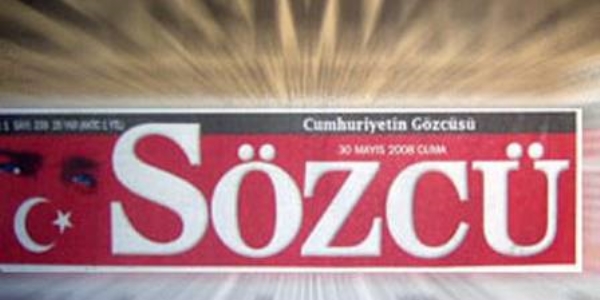 Cumhuriyetin Gözcüsü
30 MAYIS 2008 CUMA
SÖZCÜ